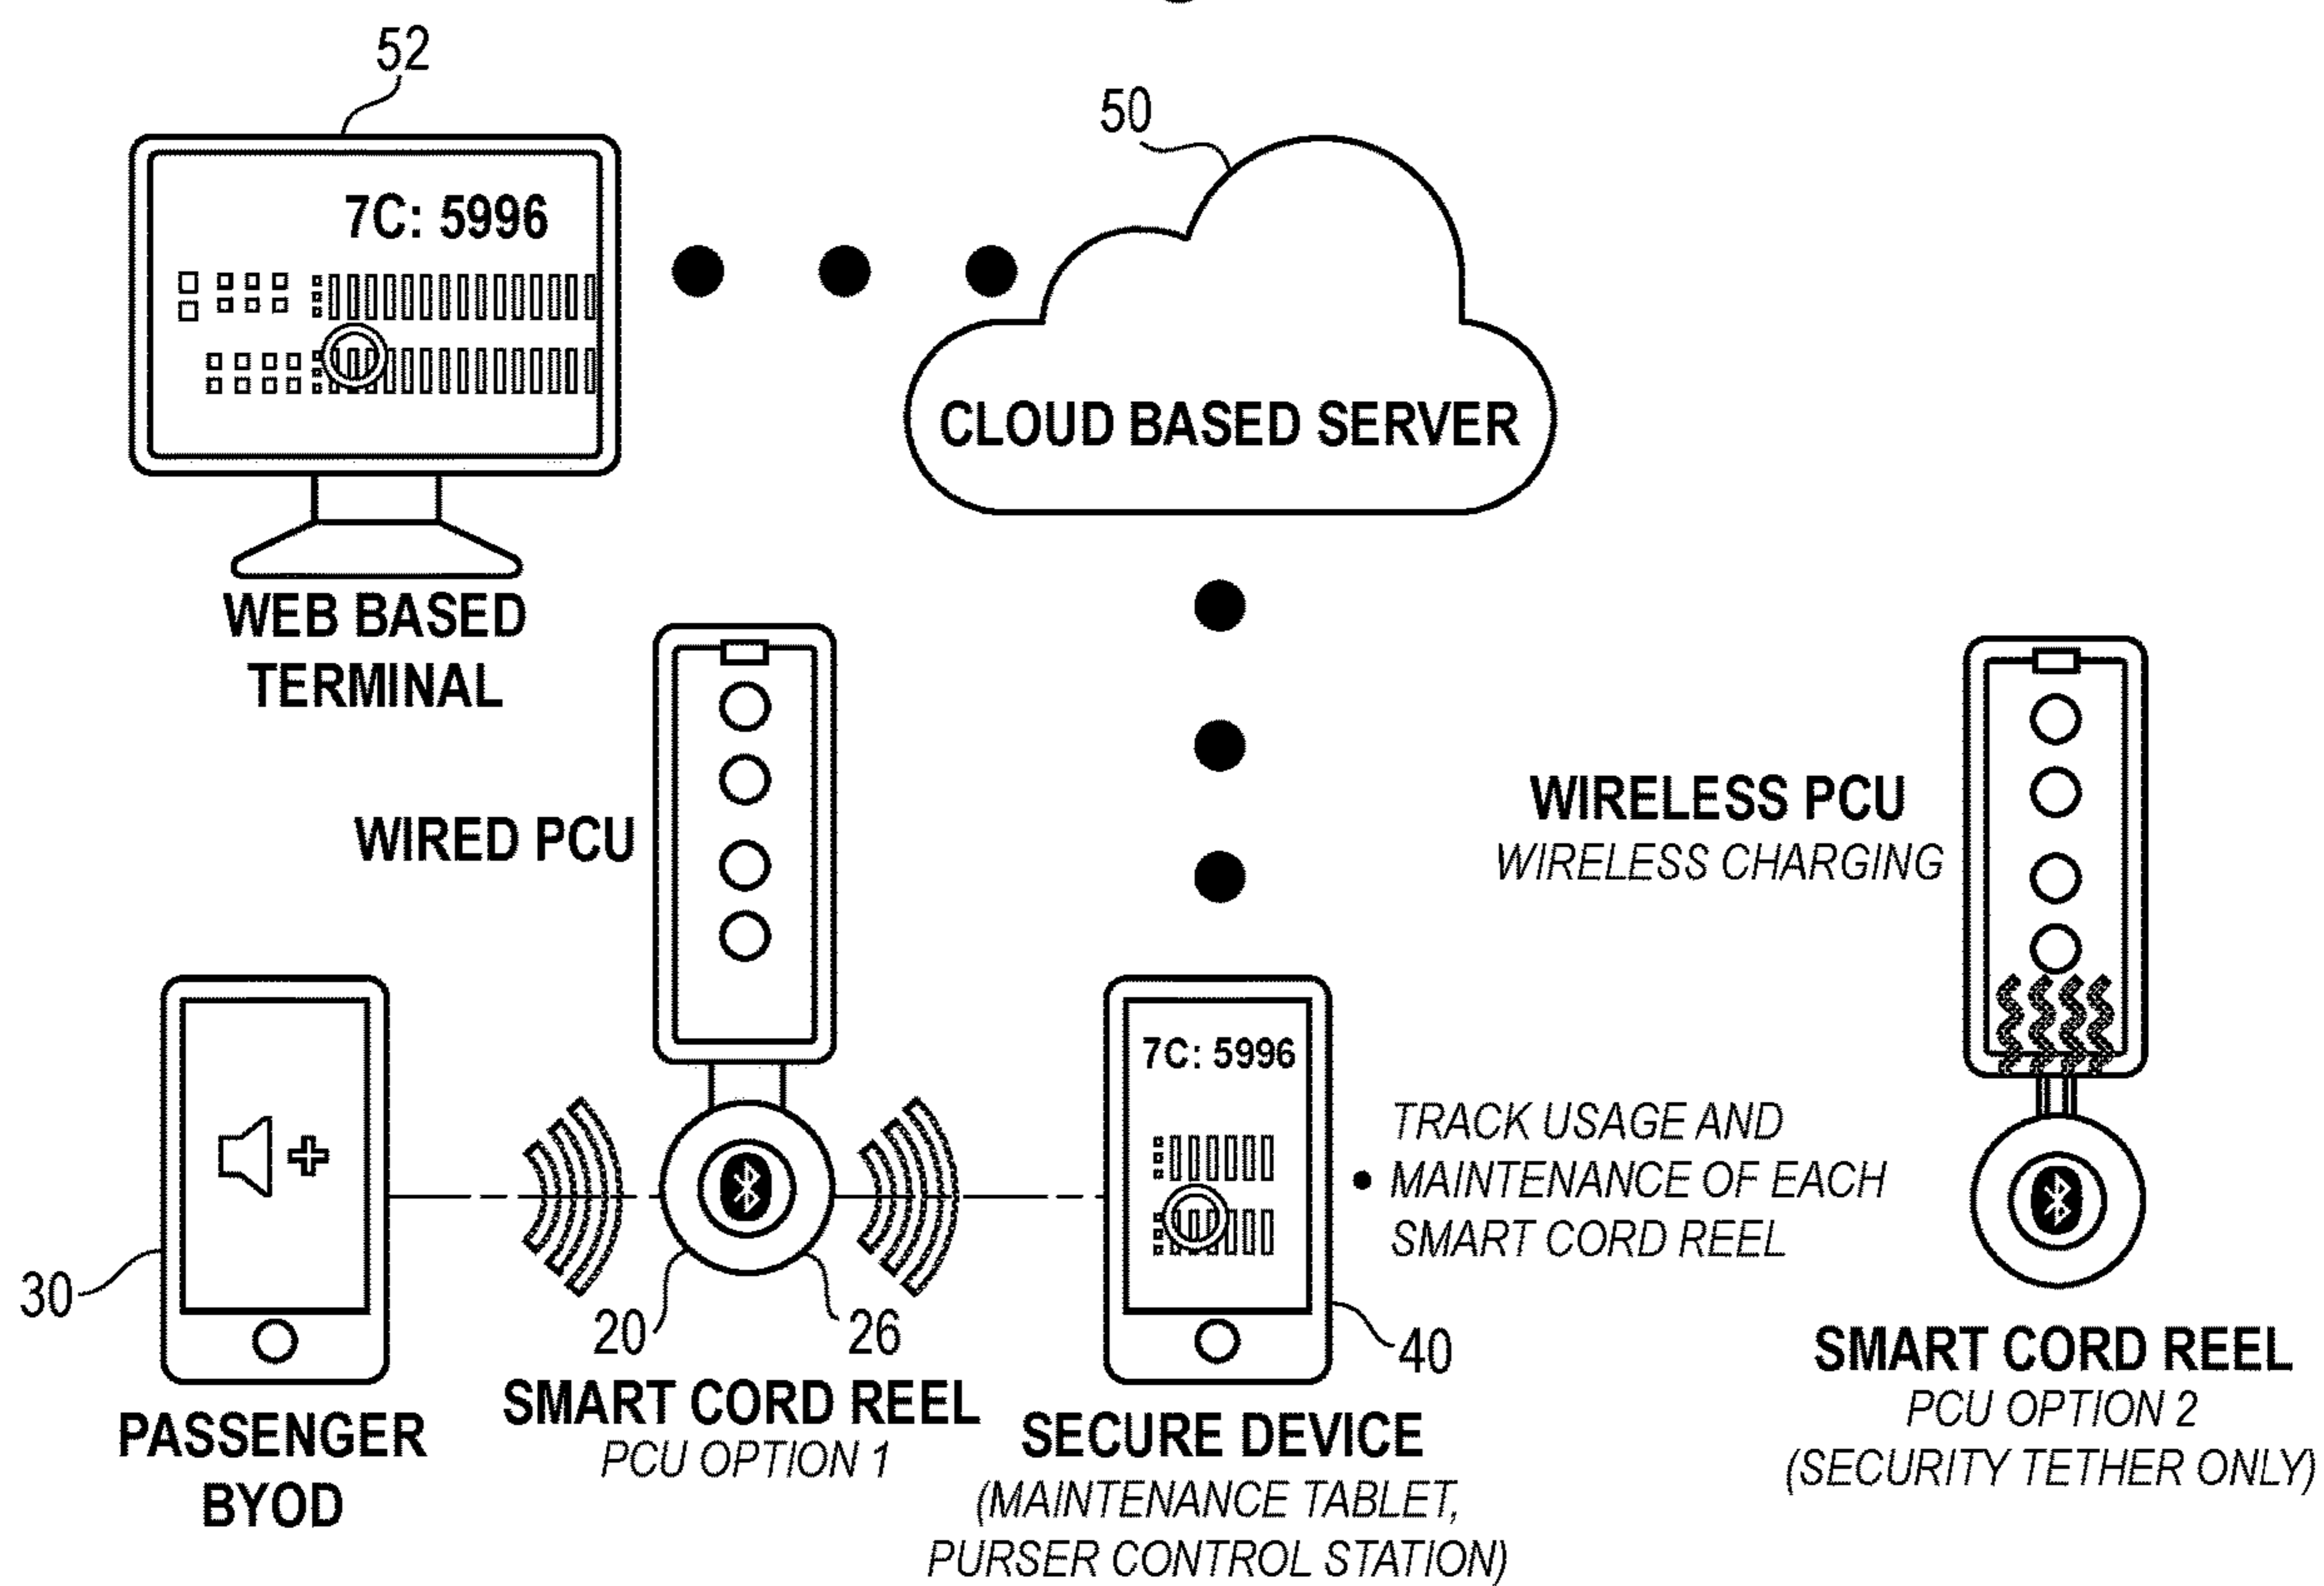 52
50
7C: 5996
CLOUD BASED SERVER
WEB BASED
TERMINAL
WIRED PCU
WIRELESS PCU
WIRELESS CHARGING
7C: 5996
• TRACK USAGE AND
MAINTENANCE OF EACH
SMART CORD REEL
30
20
26
40
PASSENGER
BYOD
SMART CORD REEL
PCU OPTION 1
SECURE DEVICE
(MAINTENANCE TABLET,
PURSER CONTROL STATION)
SMART CORD REEL
PCU OPTION 2
(SECURITY TETHER ONLY)